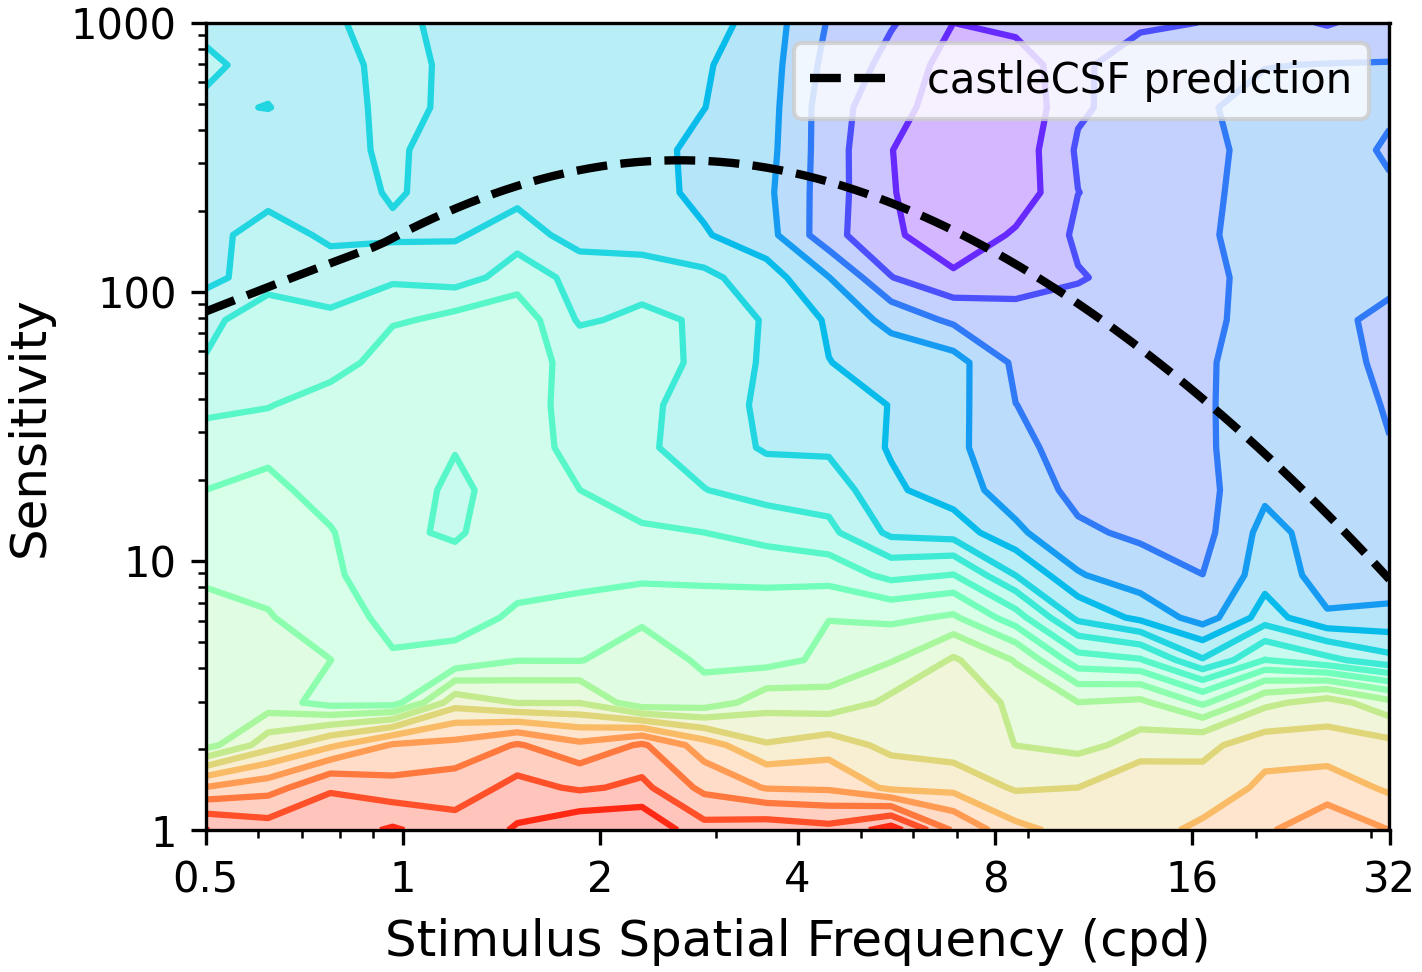 1000
100
10
1
Sensitivity
castleCSF prediction
0.5 1 2 4 8 16 32
Stimulus Spatial Frequency (cpd)